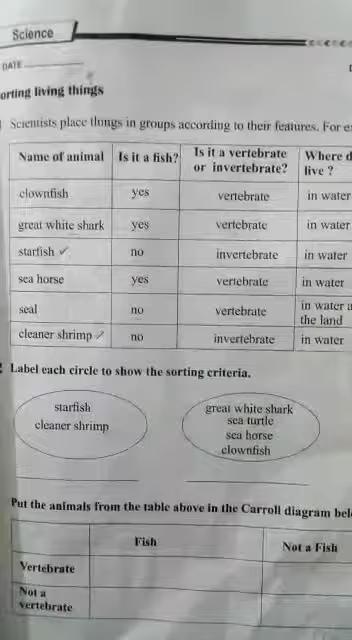 Science
DATE
orting living things
Scientists place things in groups according to their features. For
Name of animal Is it a fish? Is it a vertebrate or invertebrate? Where d live ?
clownfish yes vertebrate in water
great white shark yes vertebrate in water
starfish ✓ no invertebrate in water
sea horse yes vertebrate in water
seal no vertebrate in water a the land
cleaner shrimp no invertebrate in water
Label each circle to show the sorting criteria.
starfish
cleaner shrimp
great white shark
sea turtle
sea horse
clownfish
Put the animals from the table above in the Carroll diagram bel
Fish Not a Fish
Vertebrate
Not a
vertebrate